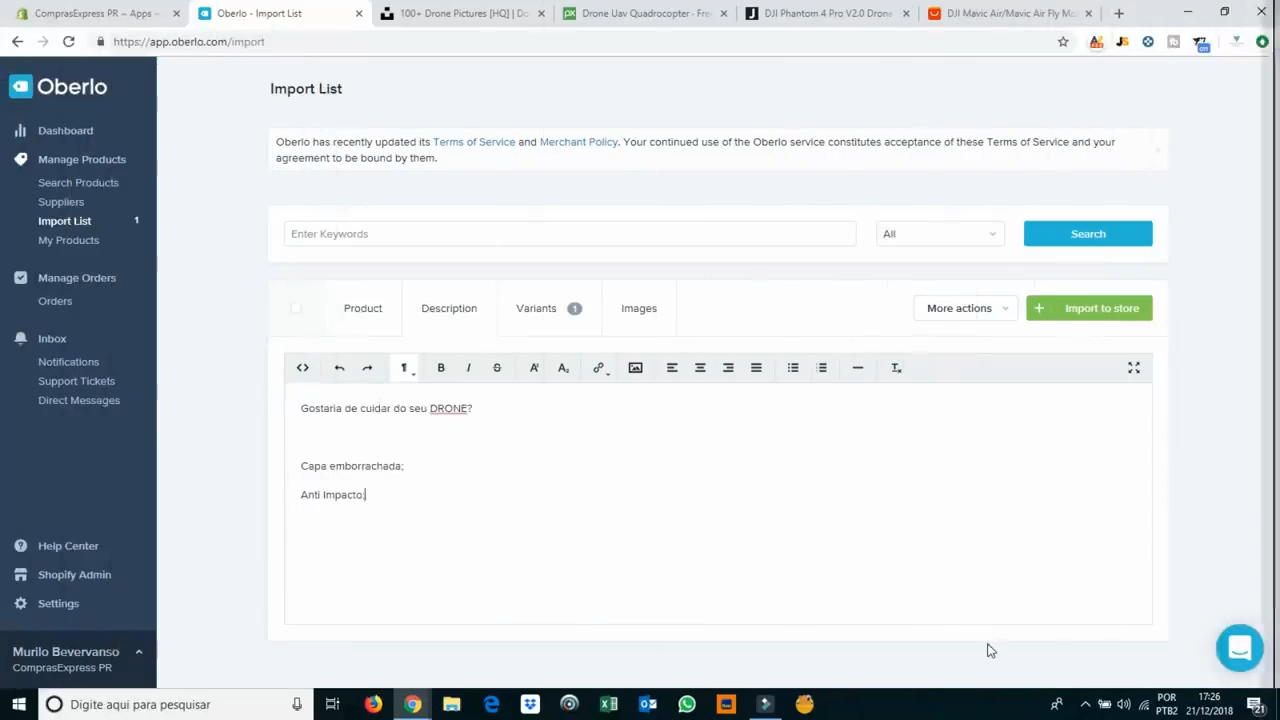 ComprasExpress PR ~ Apps ~
Oberlo - Import List
100+ Drone Pictures [HQ] | Do
Drone Uav Quadrocopter - Free
DJI Phantom 4 Pro V2.0 Drone
DJI Mavic Air/Mavic Air Fly Mo
https://app.oberlo.com/import
Oberlo
Dashboard
Manage Products
Search Products
Suppliers
Import List 1
My Products
Manage Orders
Orders
Inbox
Notifications
Support Tickets
Direct Messages
Help Center
Shopify Admin
Settings
Murilo Bevervanso
ComprasExpress PR
Import List
Oberlo has recently updated its Terms of Service and Merchant Policy. Your continued use of the Oberlo service constitutes acceptance of these Terms of Service and your
agreement to be bound by them.
Enter Keywords
All
Search
Product
Description
Variants 1
Images
More actions
+ Import to store
Gostaria de cuidar do seu DRONE?
Capa emborrachada;
Anti Impacto;
Digite aqui para pesquisar
POR
PTB2
17:26
21/12/2018
21